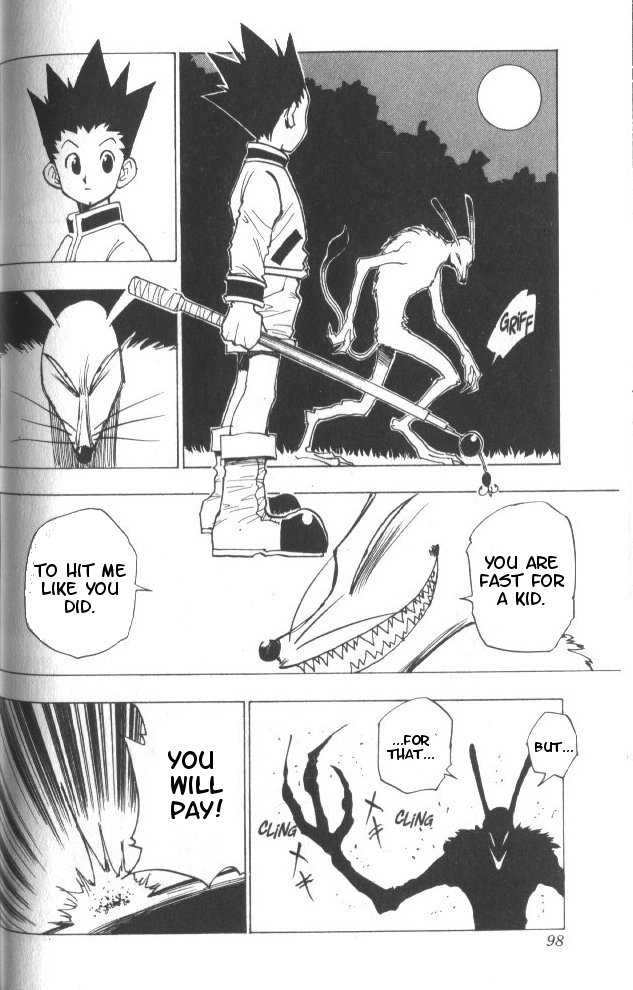 GRIFF
YOU ARE
FAST FOR
A KID.
TO HIT ME
LIKE YOU
DID.
BUT...
...FOR
THAT...
CLING
CLING
YOU
WILL
PAY!
98